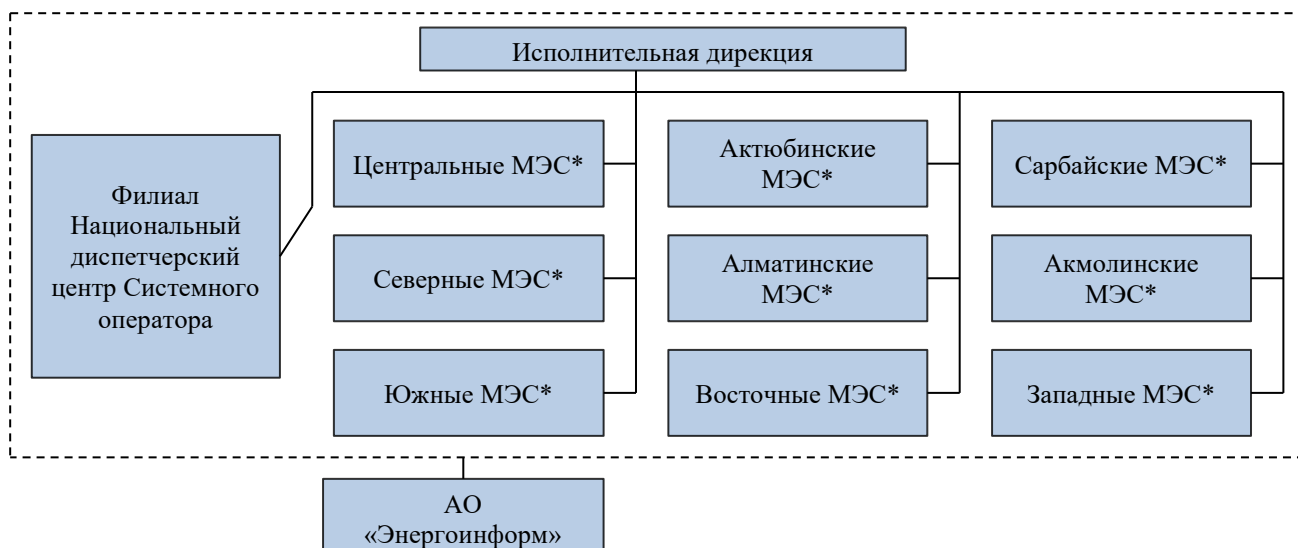 Исполнительная дирекция
Филиал
Национальный
диспетчерский
центр Системного
оператора
Центральные МЭС*
Актюбинские
МЭС*
Сарбайские МЭС*
Северные МЭС*
Алматинские
МЭС*
Акмолинские
МЭС*
Южные МЭС*
Восточные МЭС*
Западные МЭС*
АО
«Энергоинформ»